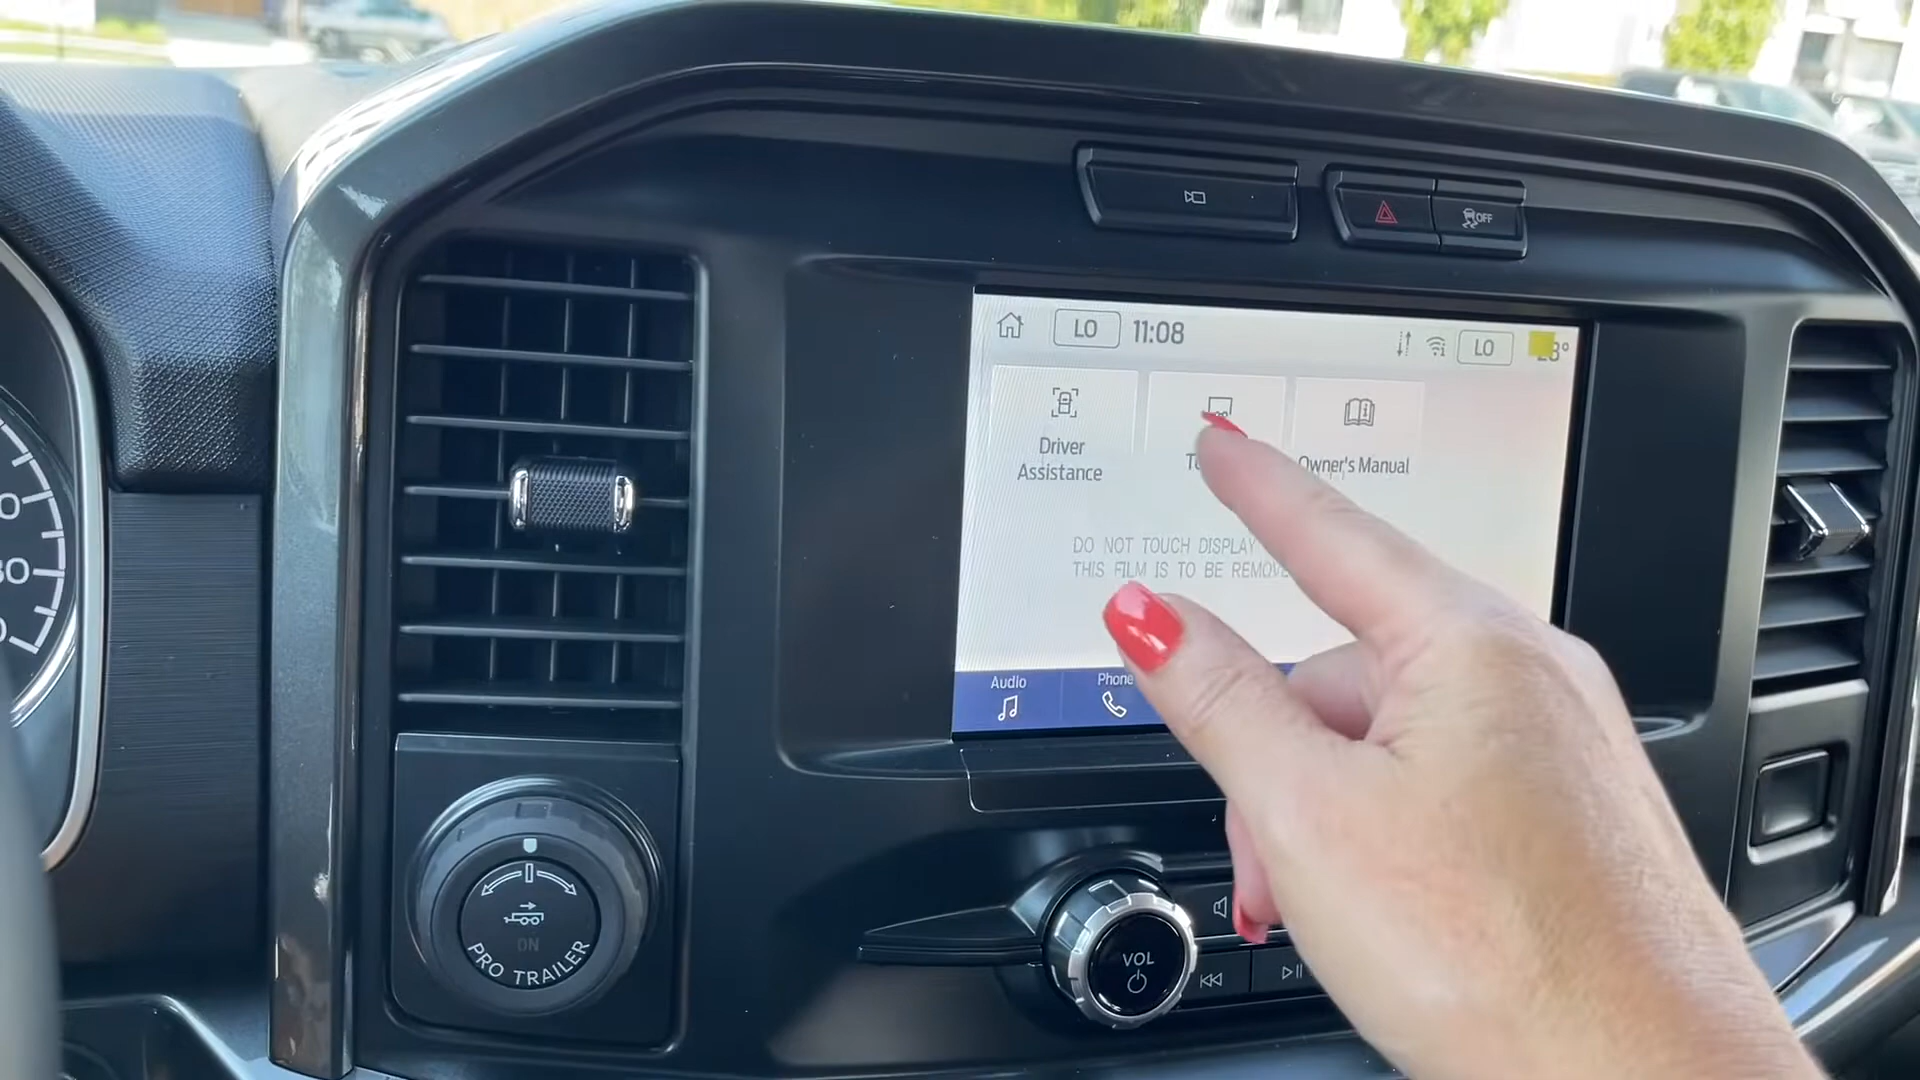 OFF
LO 11:08 LO
Driver
Assistance
Owner's Manual
DO NOT TOUCH DISPLAY
THIS FILM IS TO BE
Audio
Phone
ON
PRO TRAILER
VOL